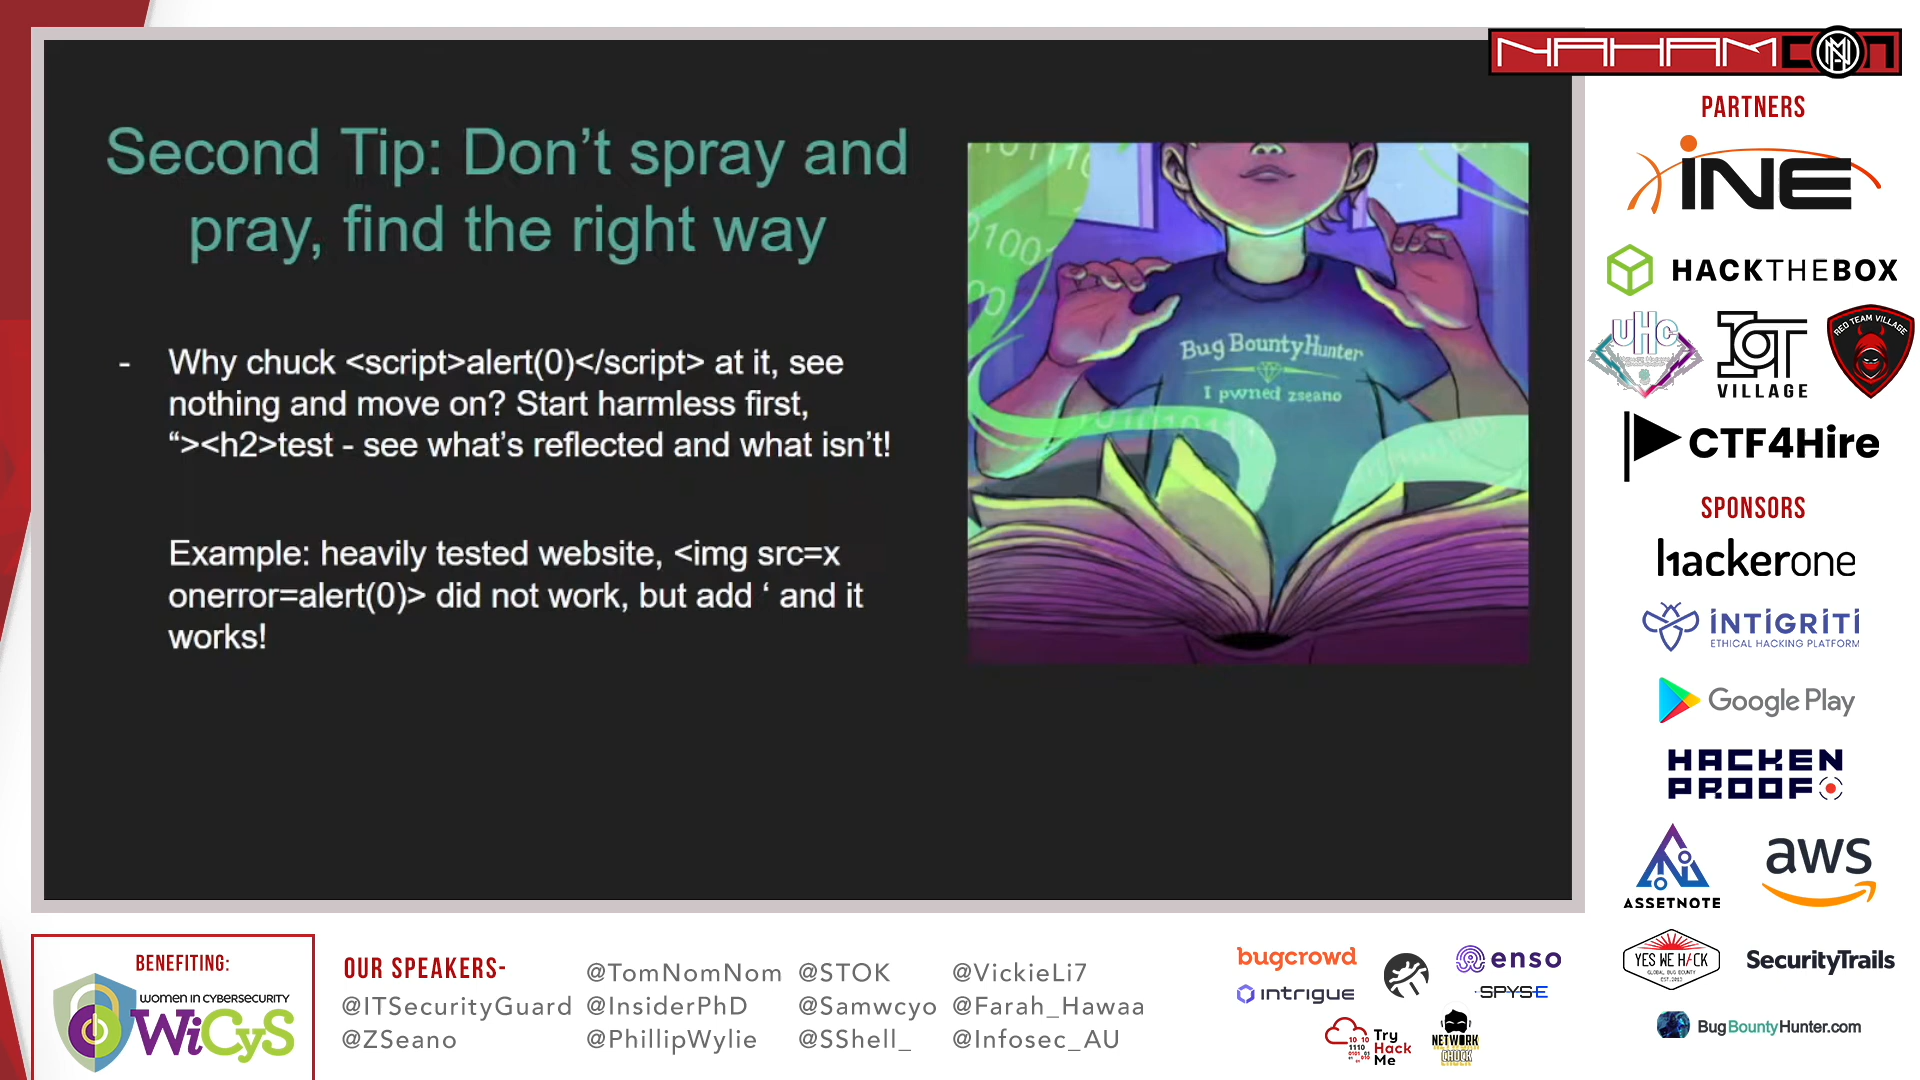 NAHAMCON
Second Tip: Don’t spray and
pray, find the right way
- Why chuck <script>alert(0)</script> at it, see
nothing and move on? Start harmless first,
“><h2>test - see what’s reflected and what isn’t!
Example: heavily tested website, <img src=x
onerror=alert(0)> did not work, but add ‘ and it
works!
Bug Bounty Hunter
I pwned zseano
PARTNERS
INE
HACKTHEBOX
UHC
IOT
VILLAGE
RED TEAM VILLAGE
CTF4Hire
SPONSORS
hackerone
INTIGRITI
ETHICAL HACKING PLATFORM
Google Play
HACKEN
PROOF
ASSETNOTE
aws
YES WE H/CK
GLOBAL BUG BOUNTY
SecurityTrails
BugBountyHunter.com
BENEFITING:
WOMEN IN CYBERSECURITY
WiCyS
OUR SPEAKERS-
@ITSecurityGuard
@ZSeano
@TomNomNom
@InsiderPhD
@PhillipWylie
@STOK
@Samwcyo
@SShell_
@VickieLi7
@Farah_Hawaa
@Infosec_AU
bugcrowd
intrigue
enso
SPYSE
Try
Hack
Me
NETWORK
CHUCK